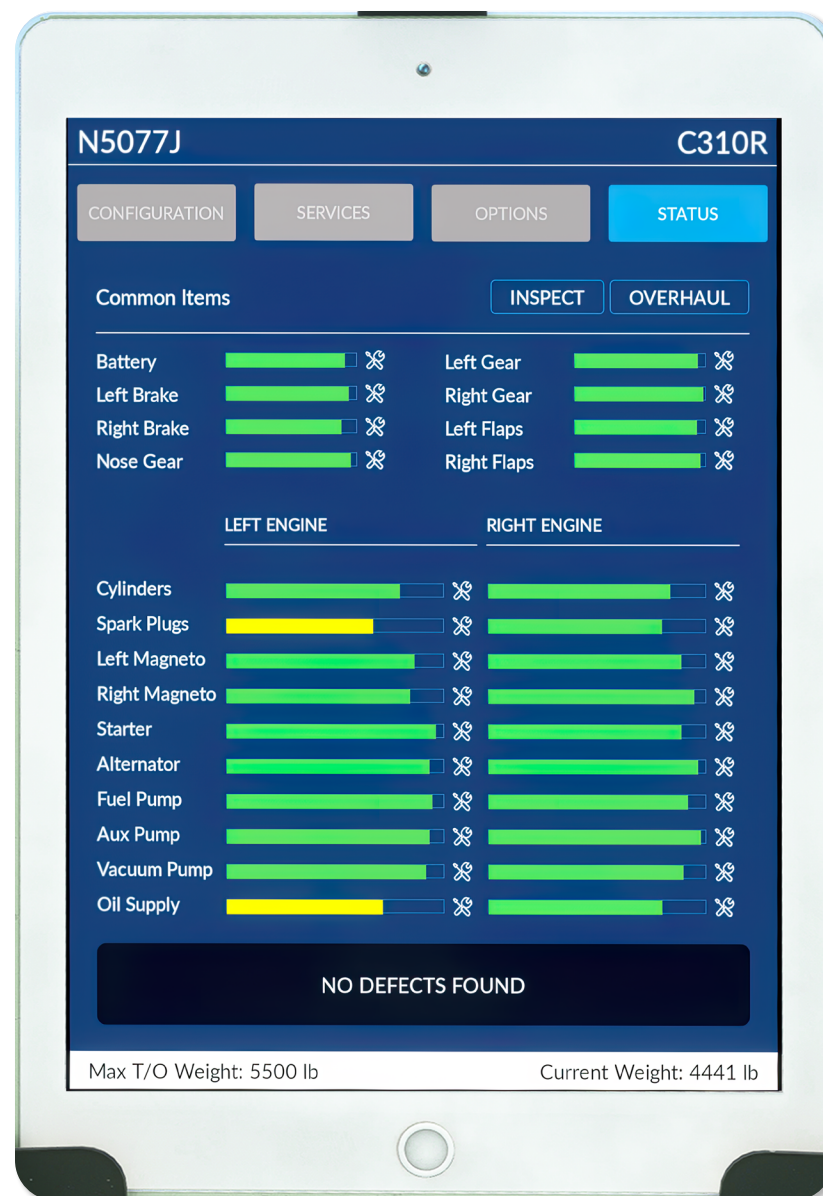 N5077J C310R
CONFIGURATION SERVICES OPTIONS STATUS
Common Items INSPECT OVERHAUL
Battery Left Gear
Left Brake Right Gear
Right Brake Left Flaps
Nose Gear Right Flaps
LEFT ENGINE RIGHT ENGINE
Cylinders
Spark Plugs
Left Magneto
Right Magneto
Starter
Alternator
Fuel Pump
Aux Pump
Vacuum Pump
Oil Supply
NO DEFECTS FOUND
Max T/O Weight: 5500 lb Current Weight: 4441 lb